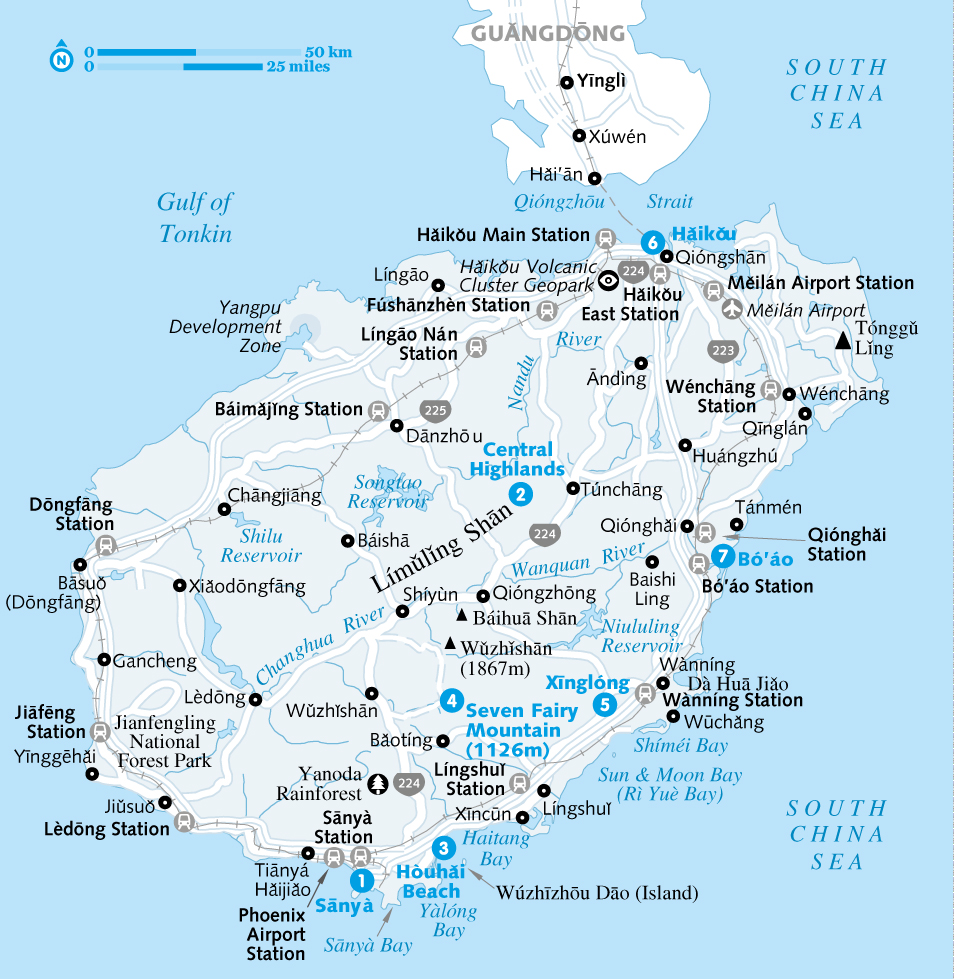 GUĂNGDŌNG
0 50 km
N
0 25 miles
SOUTH
CHINA
SEA
Yīnglì
Xúwén
Hǎi'ān
Qióngzhōu Strait
Gulf of
Tonkin
Hǎikǒu Main Station
6 Hǎikǒu
Qióngshān
Língāo
Hǎikǒu Volcanic
Cluster Geopark
224
Měilán Airport Station
Fúshānzhèn Station
Hǎikǒu
East Station
Měilán Airport
Yangpu
Development
Zone
Língāo Nán
Station
River
Tónggǔ
Lǐng
223
Nandu
Āndìng
Wénchāng
Station
Wénchāng
Báimǎjǐng Station
225
Qīnglán
Dānzhōu
Central
Highlands
2
Huángzhú
Songtao
Reservoir
Túnchāng
Chāngjiāng
Dōngfāng
Station
Tánmén
Qiónghǎi
Qiónghǎi
Station
Shilu
Reservoir
Báishā
Límǔlǐng Shān
224
Wanquan River
7 Bó'áo
Bó'áo Station
Bāsuǒ
(Dōngfāng)
Xiǎodōngfāng
Baishi
Ling
Shíyùn
Qióngzhōng
Báihuā Shān
Changhua River
Niululing
Reservoir
Wǔzhǐshān
(1867m)
Gancheng
Wànníng
Dà Huā Jiǎo
Xīnglóng
5
Wànníng Station
Lèdōng
Wǔzhǐshān
4
Seven Fairy
Mountain
(1126m)
Wūchǎng
Jiāfēng
Station
Jianfengling
National
Forest Park
Bǎotíng
Shíméi Bay
Yīnggēhǎi
Yanoda
Rainforest
224
Língshuǐ
Station
Sun & Moon Bay
(Rì Yuè Bay)
Jiǔsuǒ
Lèdōng Station
Sānyà
Station
Xīncūn
Língshuǐ
SOUTH
CHINA
SEA
Haitang
Bay
3
Hòuhǎi
Beach
Tiānyá
Hǎijiǎo
1
Sānyà
Wúzhīzhōu Dāo (Island)
Phoenix
Airport
Station
Yàlóng
Bay
Sānyà Bay